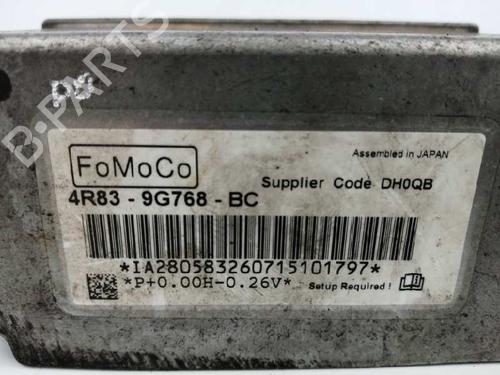 B-PARTS
FoMoCo
Assembled in JAPAN
Supplier Code DH0QB
4R83 - 9G768 - BC
*IA280583260715101797*
*P+0.00H-0.26V*
Setup Required !